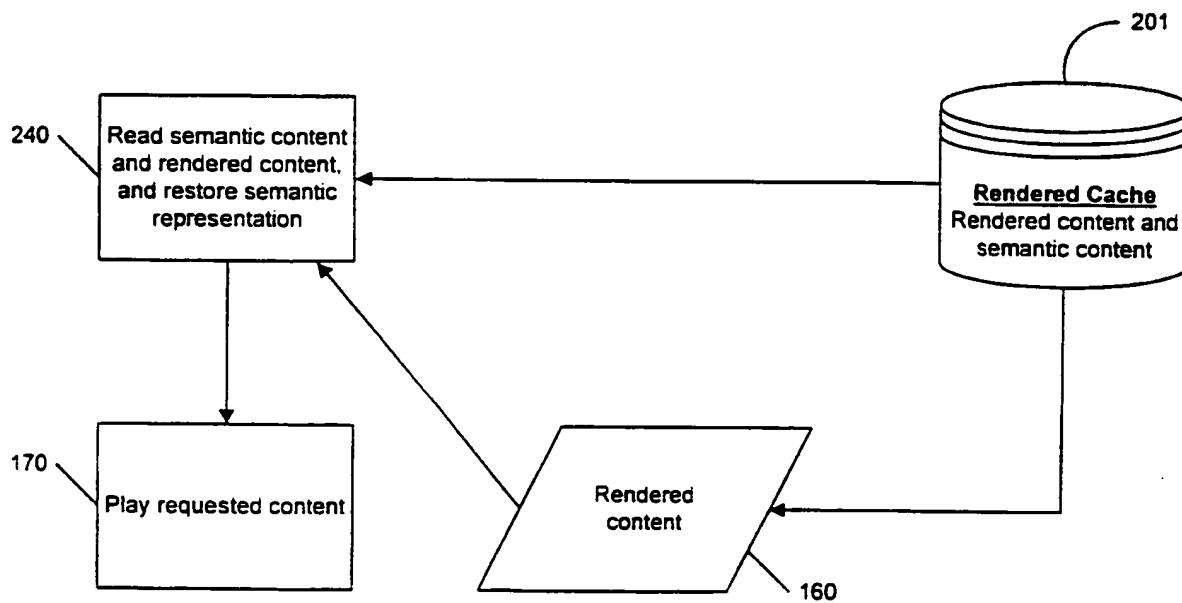 201
240
Read semantic content
and rendered content,
and restore semantic
representation
Rendered Cache
Rendered content and
semantic content
170
Play requested content
Rendered
content
160